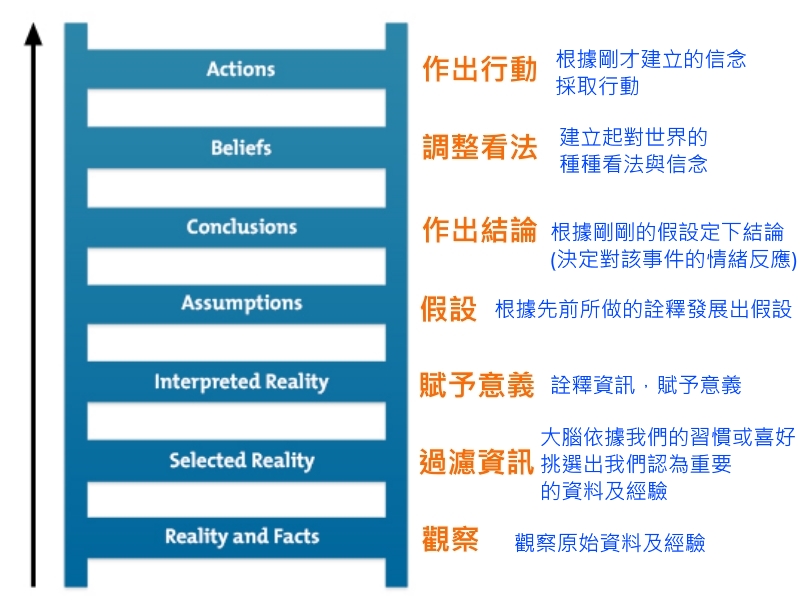 Actions
作出行動
根據剛才建立的信念
採取行動
Beliefs
調整看法
建立起對世界的
種種看法與信念
Conclusions
作出結論
根據剛剛的假設定下結論
(決定對該事件的情緒反應)
Assumptions
假設
根據先前所做的詮釋發展出假設
Interpreted Reality
賦予意義
詮釋資訊，賦予意義
Selected Reality
過濾資訊
大腦依據我們的習慣或喜好
挑選出我們認為重要
的資料及經驗
Reality and Facts
觀察
觀察原始資料及經驗